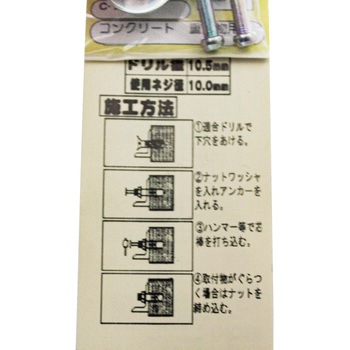 コンクリート
ドリル径 10.5mm
使用ネジ径 10.0mm
施工方法
①適合ドリルで
下穴をあける。
②ナットワッシャ
を入れアンカーを
入れる。
③ハンマー等で芯
棒を打ち込む。
④取付物がぐらつ
く場合はナットを
締め込む。